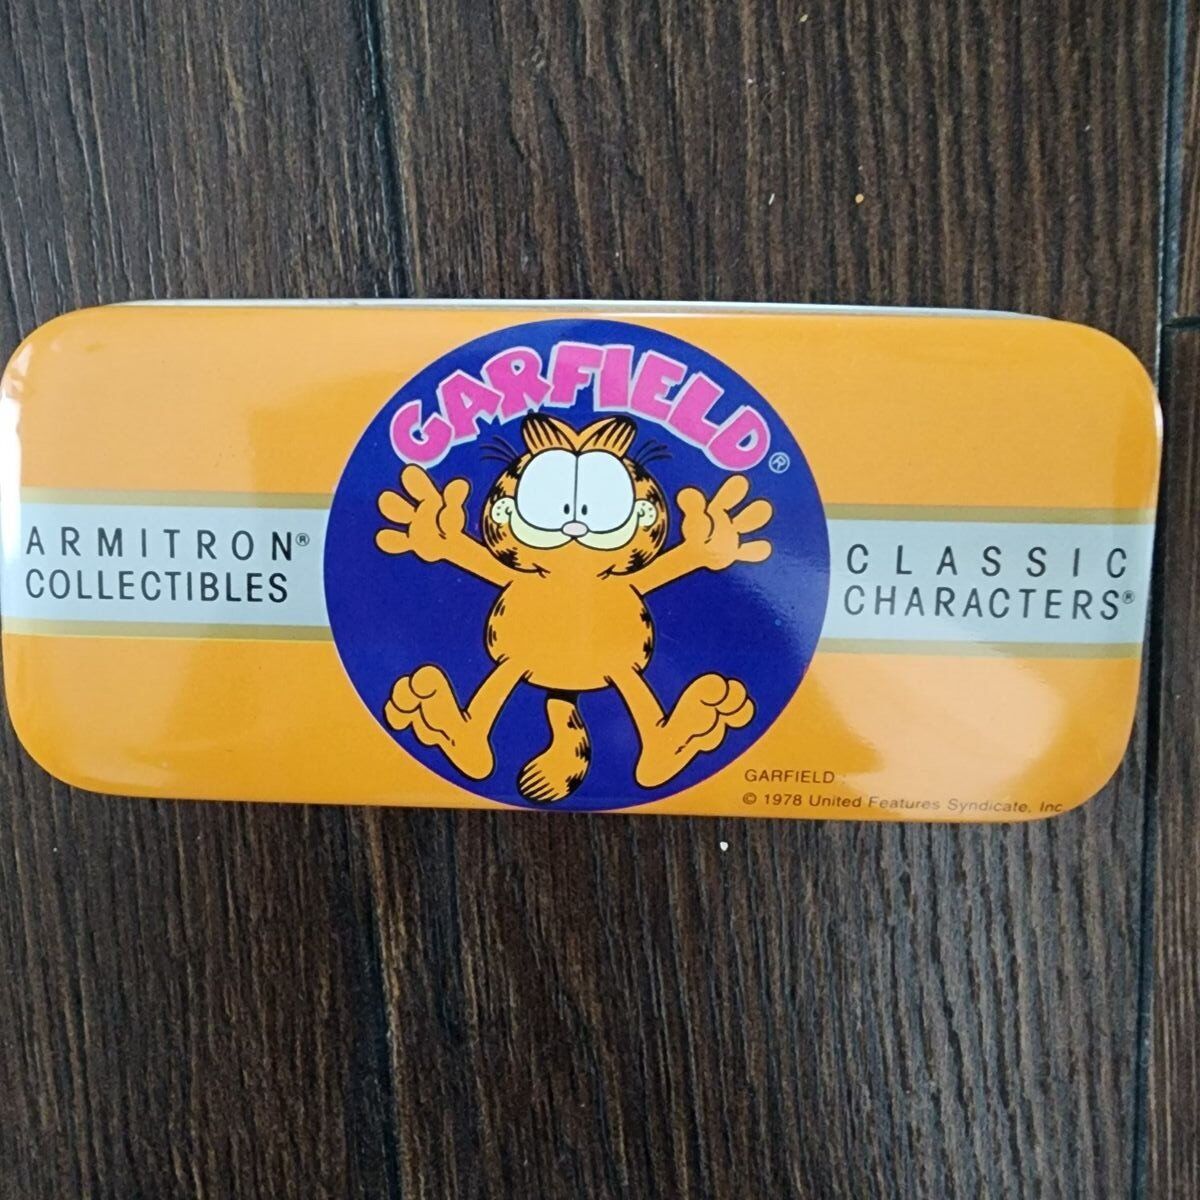 GARFIELD®
ARMITRON®
COLLECTIBLES
CLASSIC
CHARACTERS®
GARFIELD
© 1978 United Features Syndicate, Inc.